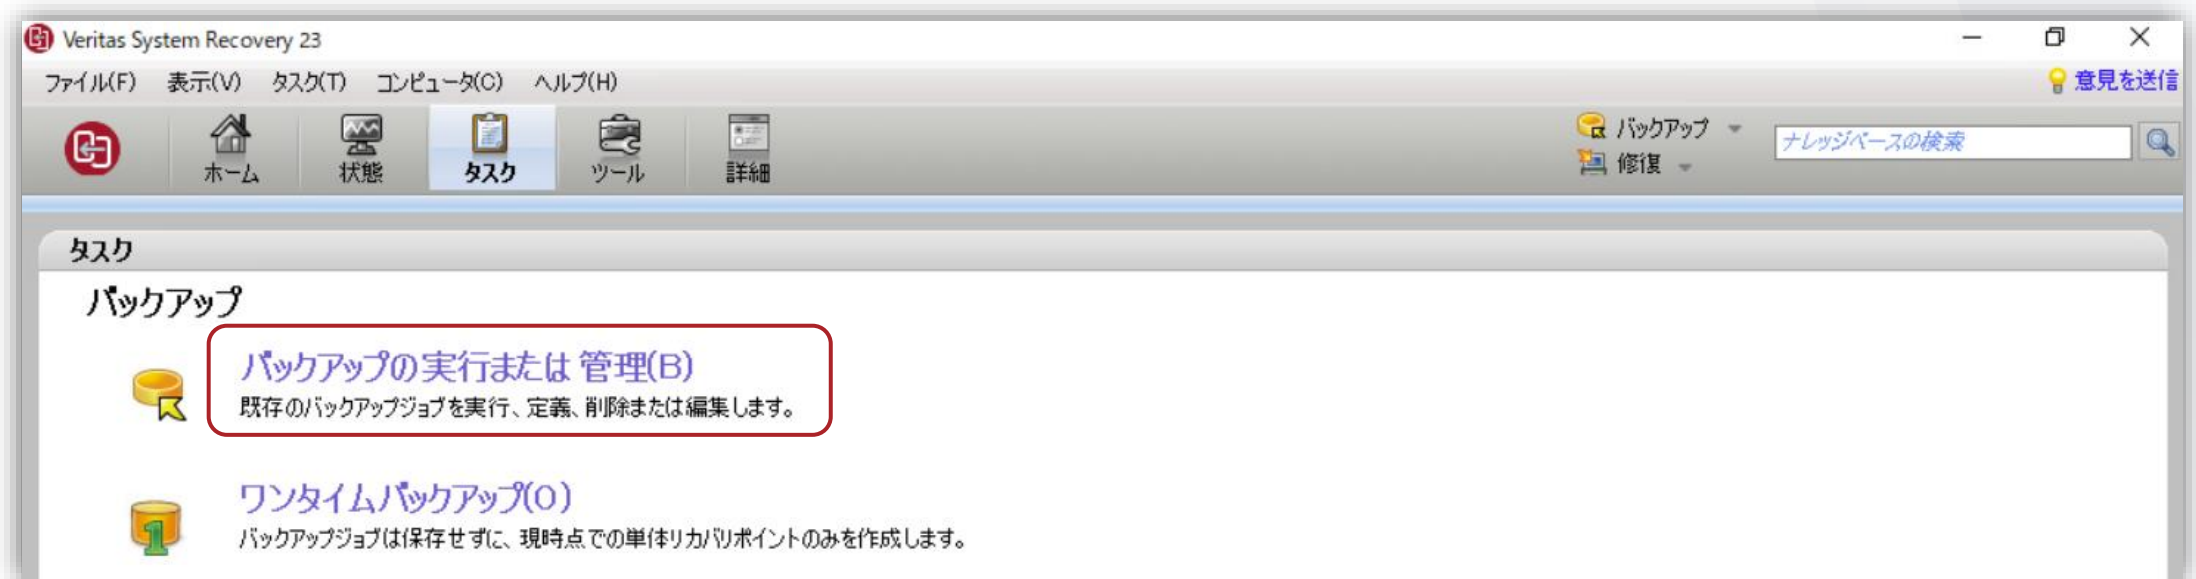 Veritas System Recovery 23
ファイル(F) 表示(V) タスク(T) コンピュータ(C) ヘルプ(H)
意見を送信
ホーム
状態
タスク
ツール
詳細
バックアップ
修復
ナレッジベースの検索
タスク
バックアップ
バックアップの実行または管理(B)
既存のバックアップジョブを実行、定義、削除または編集します。
ワンタイムバックアップ(O)
バックアップジョブは保存せずに、現時点での単体リカバリポイントのみを作成します。